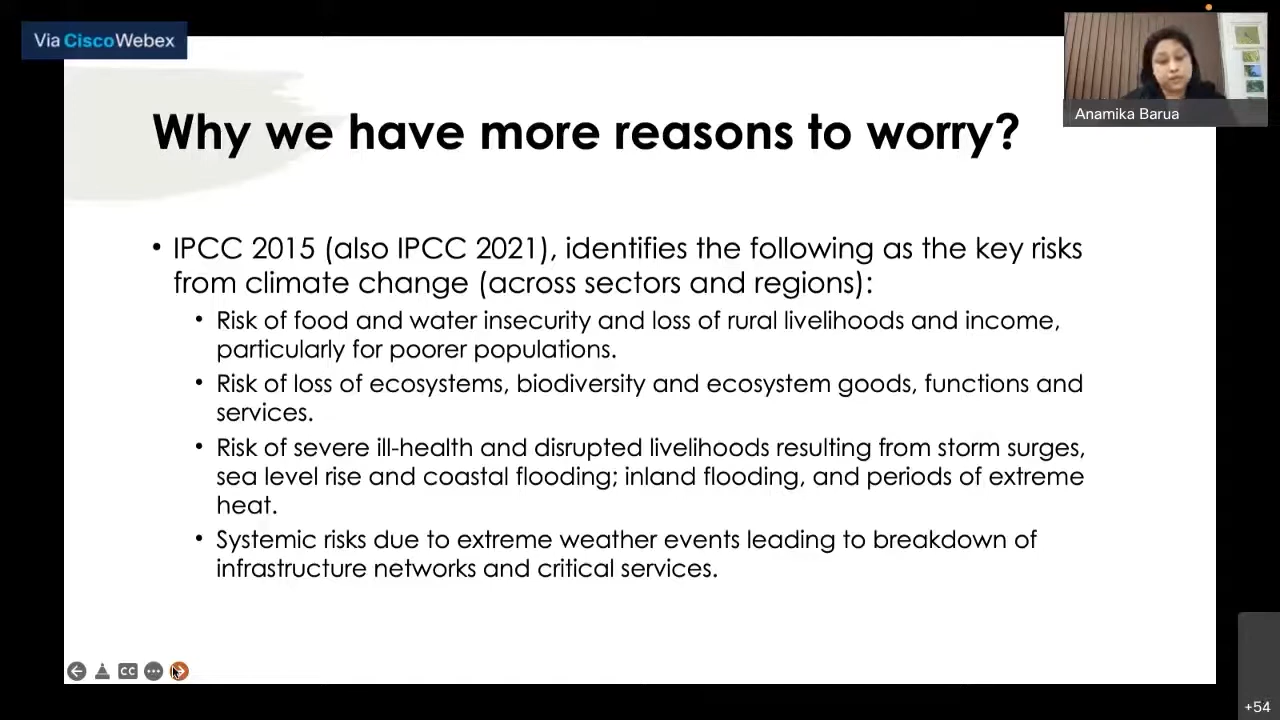 Via CiscoWebex
Anamika Barua
Why we have more reasons to worry?
• IPCC 2015 (also IPCC 2021), identifies the following as the key risks
from climate change (across sectors and regions):
• Risk of food and water insecurity and loss of rural livelihoods and income,
particularly for poorer populations.
• Risk of loss of ecosystems, biodiversity and ecosystem goods, functions and
services.
• Risk of severe ill-health and disrupted livelihoods resulting from storm surges,
sea level rise and coastal flooding; inland flooding, and periods of extreme
heat.
• Systemic risks due to extreme weather events leading to breakdown of
infrastructure networks and critical services.
CC
+54